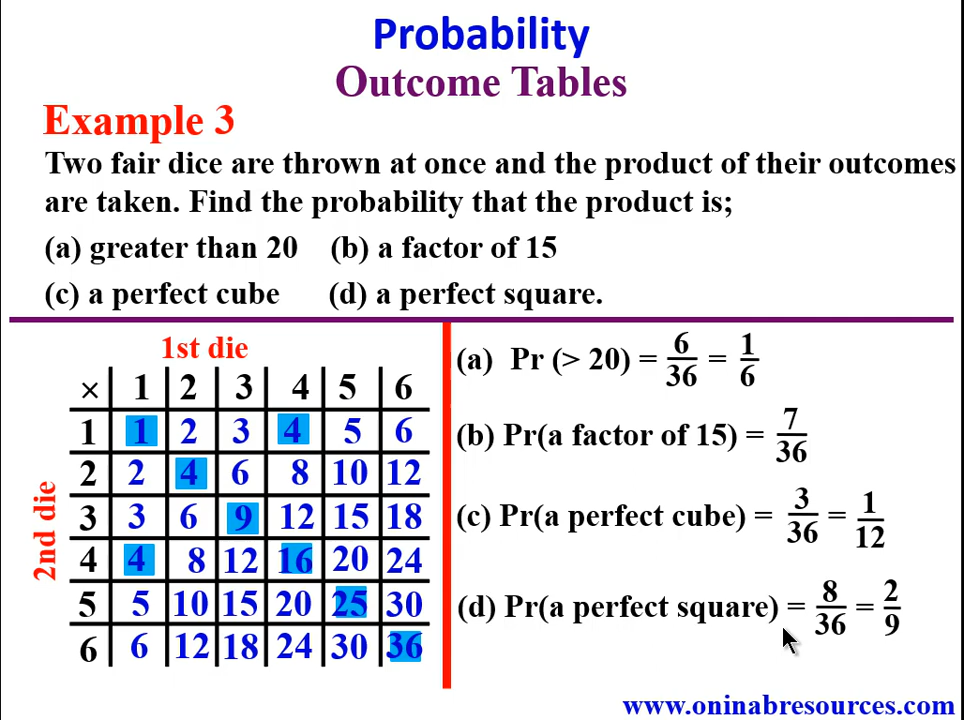 Probability
Outcome Tables
Example 3
Two fair dice are thrown at once and the product of their outcomes
are taken. Find the probability that the product is;
(a) greater than 20 (b) a factor of 15
(c) a perfect cube (d) a perfect square.
1st die
2nd die
× 1 2 3 4 5 6
1 1 2 3 4 5 6
2 2 4 6 8 10 12
3 3 6 9 12 15 18
4 4 8 12 16 20 24
5 5 10 15 20 25 30
6 6 12 18 24 30 36
(a) Pr (> 20) = 6/36 = 1/6
(b) Pr(a factor of 15) = 7/36
(c) Pr(a perfect cube) = 3/36 = 1/12
(d) Pr(a perfect square) = 8/36 = 2/9
www.oninabresources.com